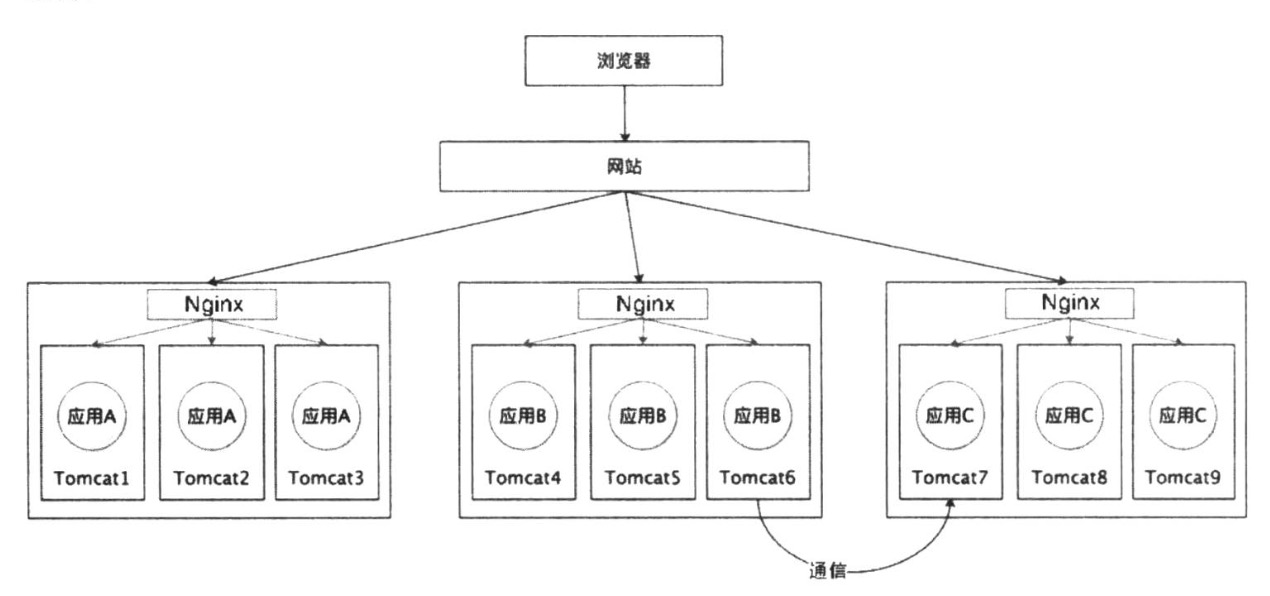 浏览器
网站
Nginx
Nginx
Nginx
应用A
应用A
应用A
应用B
应用B
应用B
应用C
应用C
应用C
Tomcat1
Tomcat2
Tomcat3
Tomcat4
Tomcat5
Tomcat6
Tomcat7
Tomcat8
Tomcat9
通信